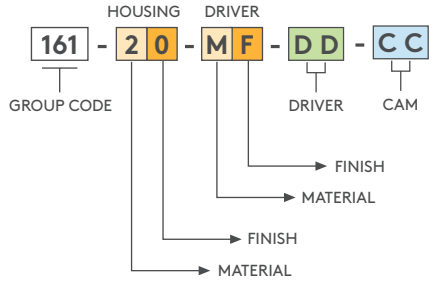 HOUSING DRIVER
161 - 2 0 - M F - D D - C C
GROUP CODE DRIVER CAM
FINISH
MATERIAL
FINISH
MATERIAL